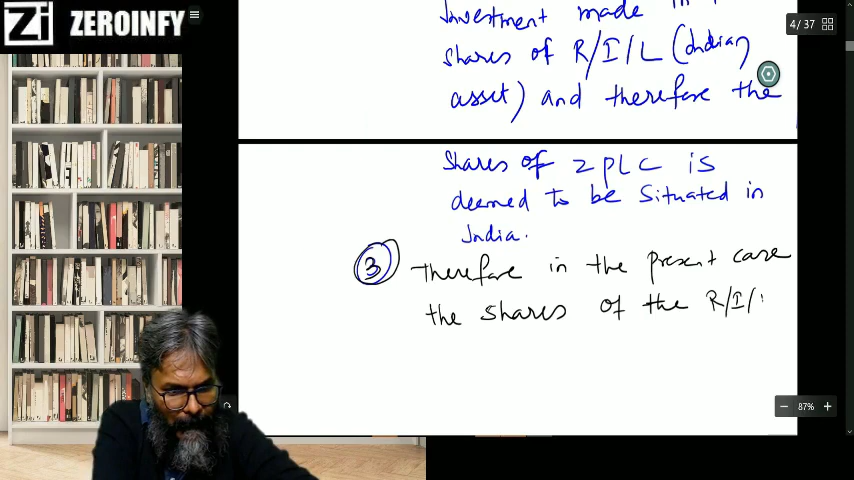 Zi ZEROINFY
4/37
Investment made in
shares of R/I/L (Indian
asset) and therefore the
Shares of Z PLC is
deemed to be Situated in
India.
3 Therefore in the present case
the shares of the R/I/
87%